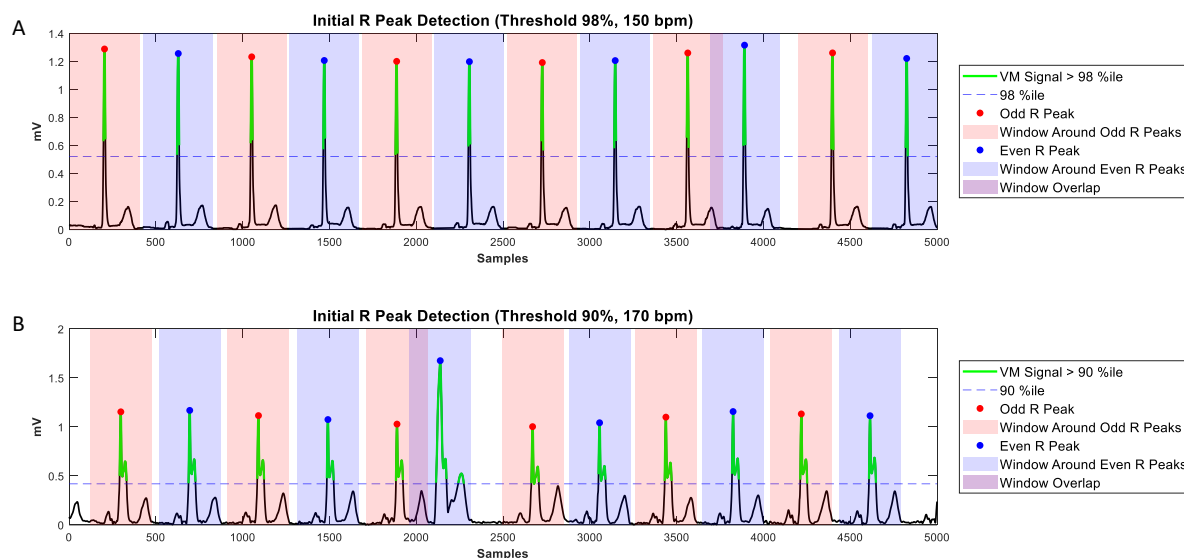 A
Initial R Peak Detection (Threshold 98%, 150 bpm)
1.4
1.2
1
0.8
0.6
0.4
0.2
0
mV
0 500 1000 1500 2000 2500 3000 3500 4000 4500 5000
Samples
VM Signal > 98 %ile
98 %ile
Odd R Peak
Window Around Odd R Peaks
Even R Peak
Window Around Even R Peaks
Window Overlap
B
Initial R Peak Detection (Threshold 90%, 170 bpm)
2
1.5
1
0.5
0
mV
0 500 1000 1500 2000 2500 3000 3500 4000 4500 5000
Samples
VM Signal > 90 %ile
90 %ile
Odd R Peak
Window Around Odd R Peaks
Even R Peak
Window Around Even R Peaks
Window Overlap